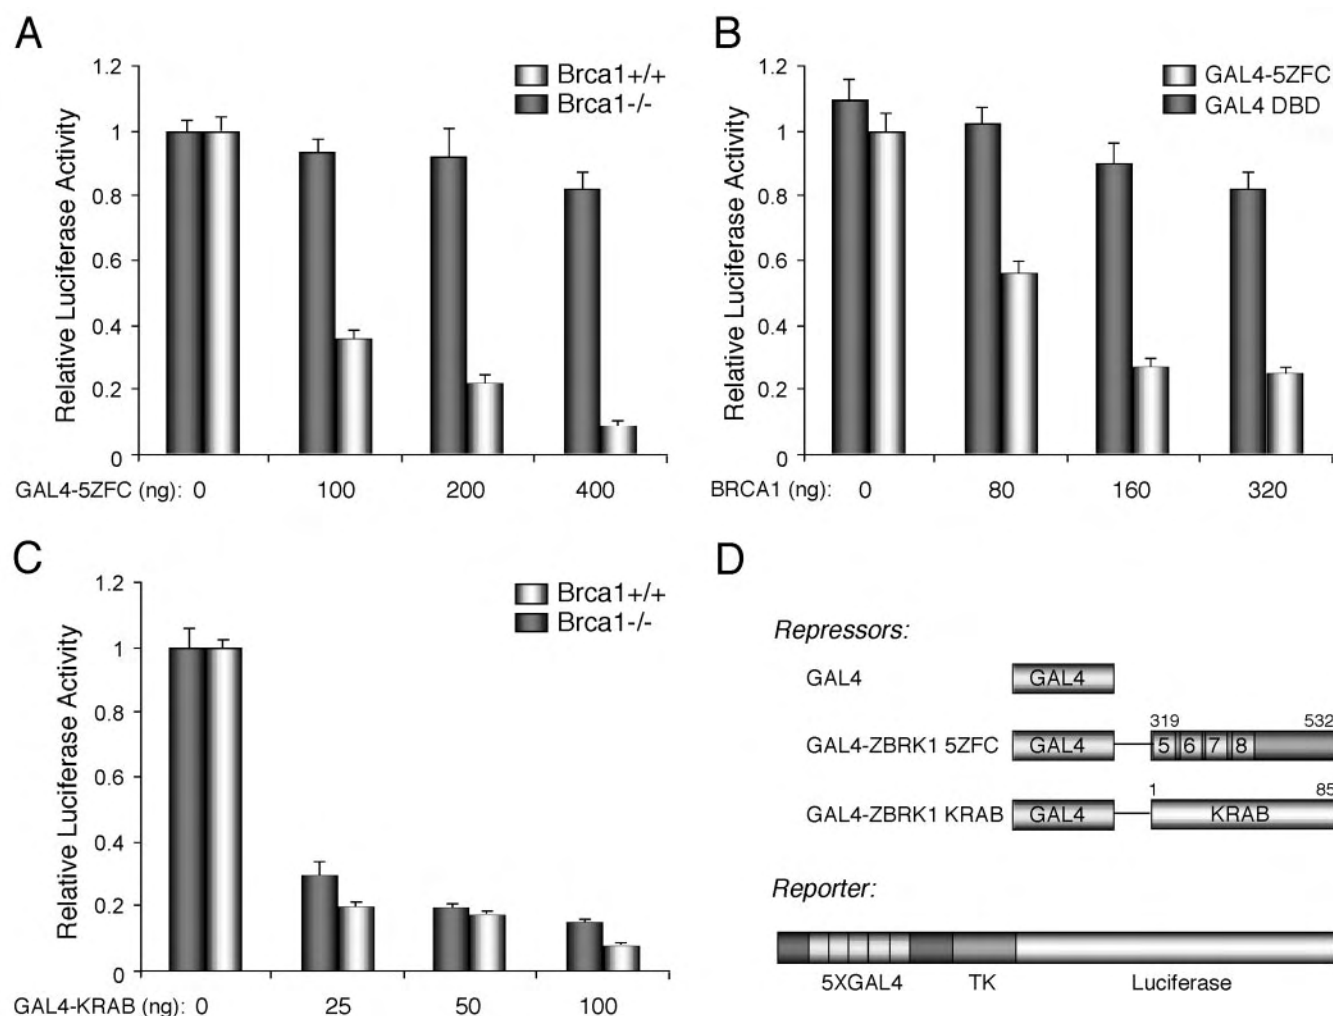 A
Relative Luciferase Activity
1.2
1
0.8
0.6
0.4
0.2
0
Brca1+/+
Brca1-/-
GAL4-5ZFC (ng): 0 100 200 400
B
Relative Luciferase Activity
1.2
1
0.8
0.6
0.4
0.2
0
GAL4-5ZFC
GAL4 DBD
BRCA1 (ng): 0 80 160 320
C
Relative Luciferase Activity
1.2
1
0.8
0.6
0.4
0.2
0
Brca1+/+
Brca1-/-
GAL4-KRAB (ng): 0 25 50 100
D
Repressors:
GAL4 GAL4
319 532
GAL4-ZBRK1 5ZFC GAL4 5 6 7 8
1 85
GAL4-ZBRK1 KRAB GAL4 KRAB
Reporter:
5XGAL4 TK Luciferase